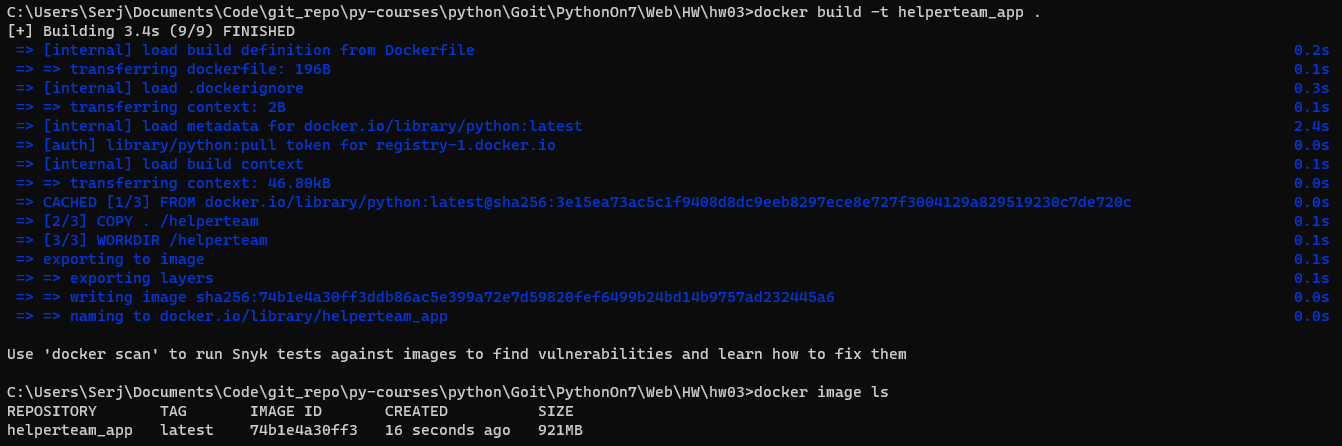 C:\Users\Serj\Documents\Code\git_repo\py-courses\python\Goit\PythonOn7\Web\HW\hw03>docker build -t helperteam_app .
[+] Building 3.4s (9/9) FINISHED
=> [internal] load build definition from Dockerfile 0.2s
=> => transferring dockerfile: 196B 0.1s
=> [internal] load .dockerignore 0.3s
=> => transferring context: 2B 0.1s
=> [internal] load metadata for docker.io/library/python:latest 2.4s
=> [auth] library/python:pull token for registry-1.docker.io 0.0s
=> [internal] load build context 0.1s
=> => transferring context: 46.80kB 0.0s
=> CACHED [1/3] FROM docker.io/library/python:latest@sha256:3e15ea73ac5c1f9408d8dc9eeb8297ece8e727f3004129a829519230c7de720c 0.0s
=> [2/3] COPY . /helperteam 0.1s
=> [3/3] WORKDIR /helperteam 0.1s
=> exporting to image 0.1s
=> => exporting layers 0.1s
=> => writing image sha256:74b1e4a30ff3ddb86ac5e399a72e7d59820fef6499b24bd14b9757ad232445a6 0.0s
=> => naming to docker.io/library/helperteam_app 0.0s
Use 'docker scan' to run Snyk tests against images to find vulnerabilities and learn how to fix them
C:\Users\Serj\Documents\Code\git_repo\py-courses\python\Goit\PythonOn7\Web\HW\hw03>docker image ls
REPOSITORY TAG IMAGE ID CREATED SIZE
helperteam_app latest 74b1e4a30ff3 16 seconds ago 921MB